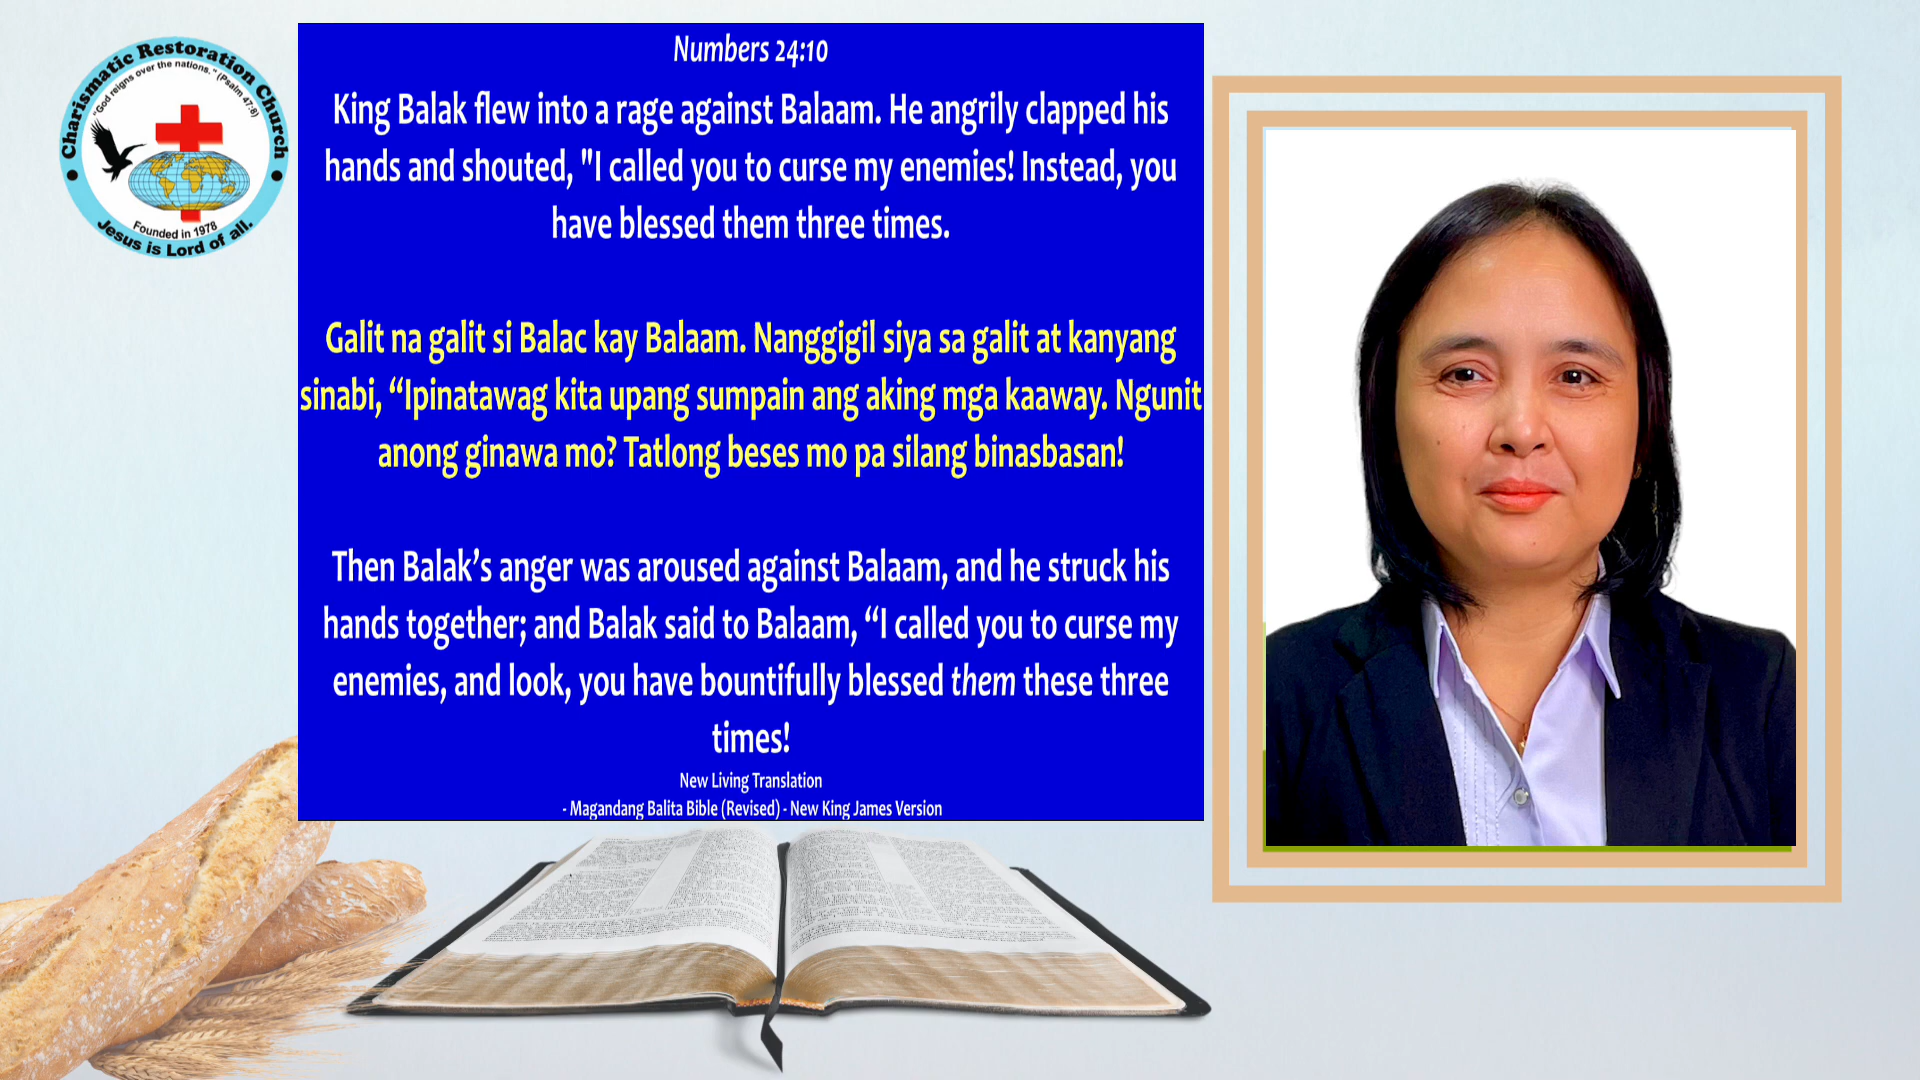 Charismatic Restoration Church
"God reigns over the nations." (Psalm 47:8)
Founded in 1978
Jesus is Lord of all.
Numbers 24:10
King Balak flew into a rage against Balaam. He angrily clapped his
hands and shouted, "I called you to curse my enemies! Instead, you
have blessed them three times.
Galit na galit si Balac kay Balaam. Nanggigil siya sa galit at kanyang
sinabi, “Ipinatawag kita upang sumpain ang aking mga kaaway. Ngunit
anong ginawa mo? Tatlong beses mo pa silang binasbasan!
Then Balak’s anger was aroused against Balaam, and he struck his
hands together; and Balak said to Balaam, “I called you to curse my
enemies, and look, you have bountifully blessed them these three
times!
New Living Translation
- Magandang Balita Bible (Revised) - New King James Version